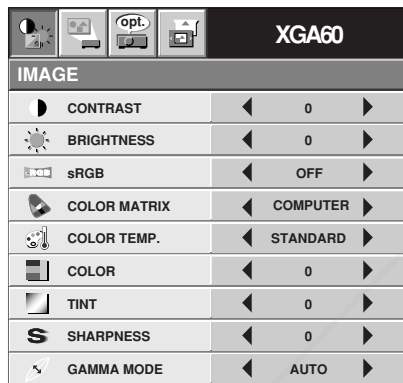 opt.
XGA60
IMAGE
CONTRAST 0
BRIGHTNESS 0
sRGB OFF
COLOR MATRIX COMPUTER
COLOR TEMP. STANDARD
COLOR 0
TINT 0
SHARPNESS 0
GAMMA MODE AUTO